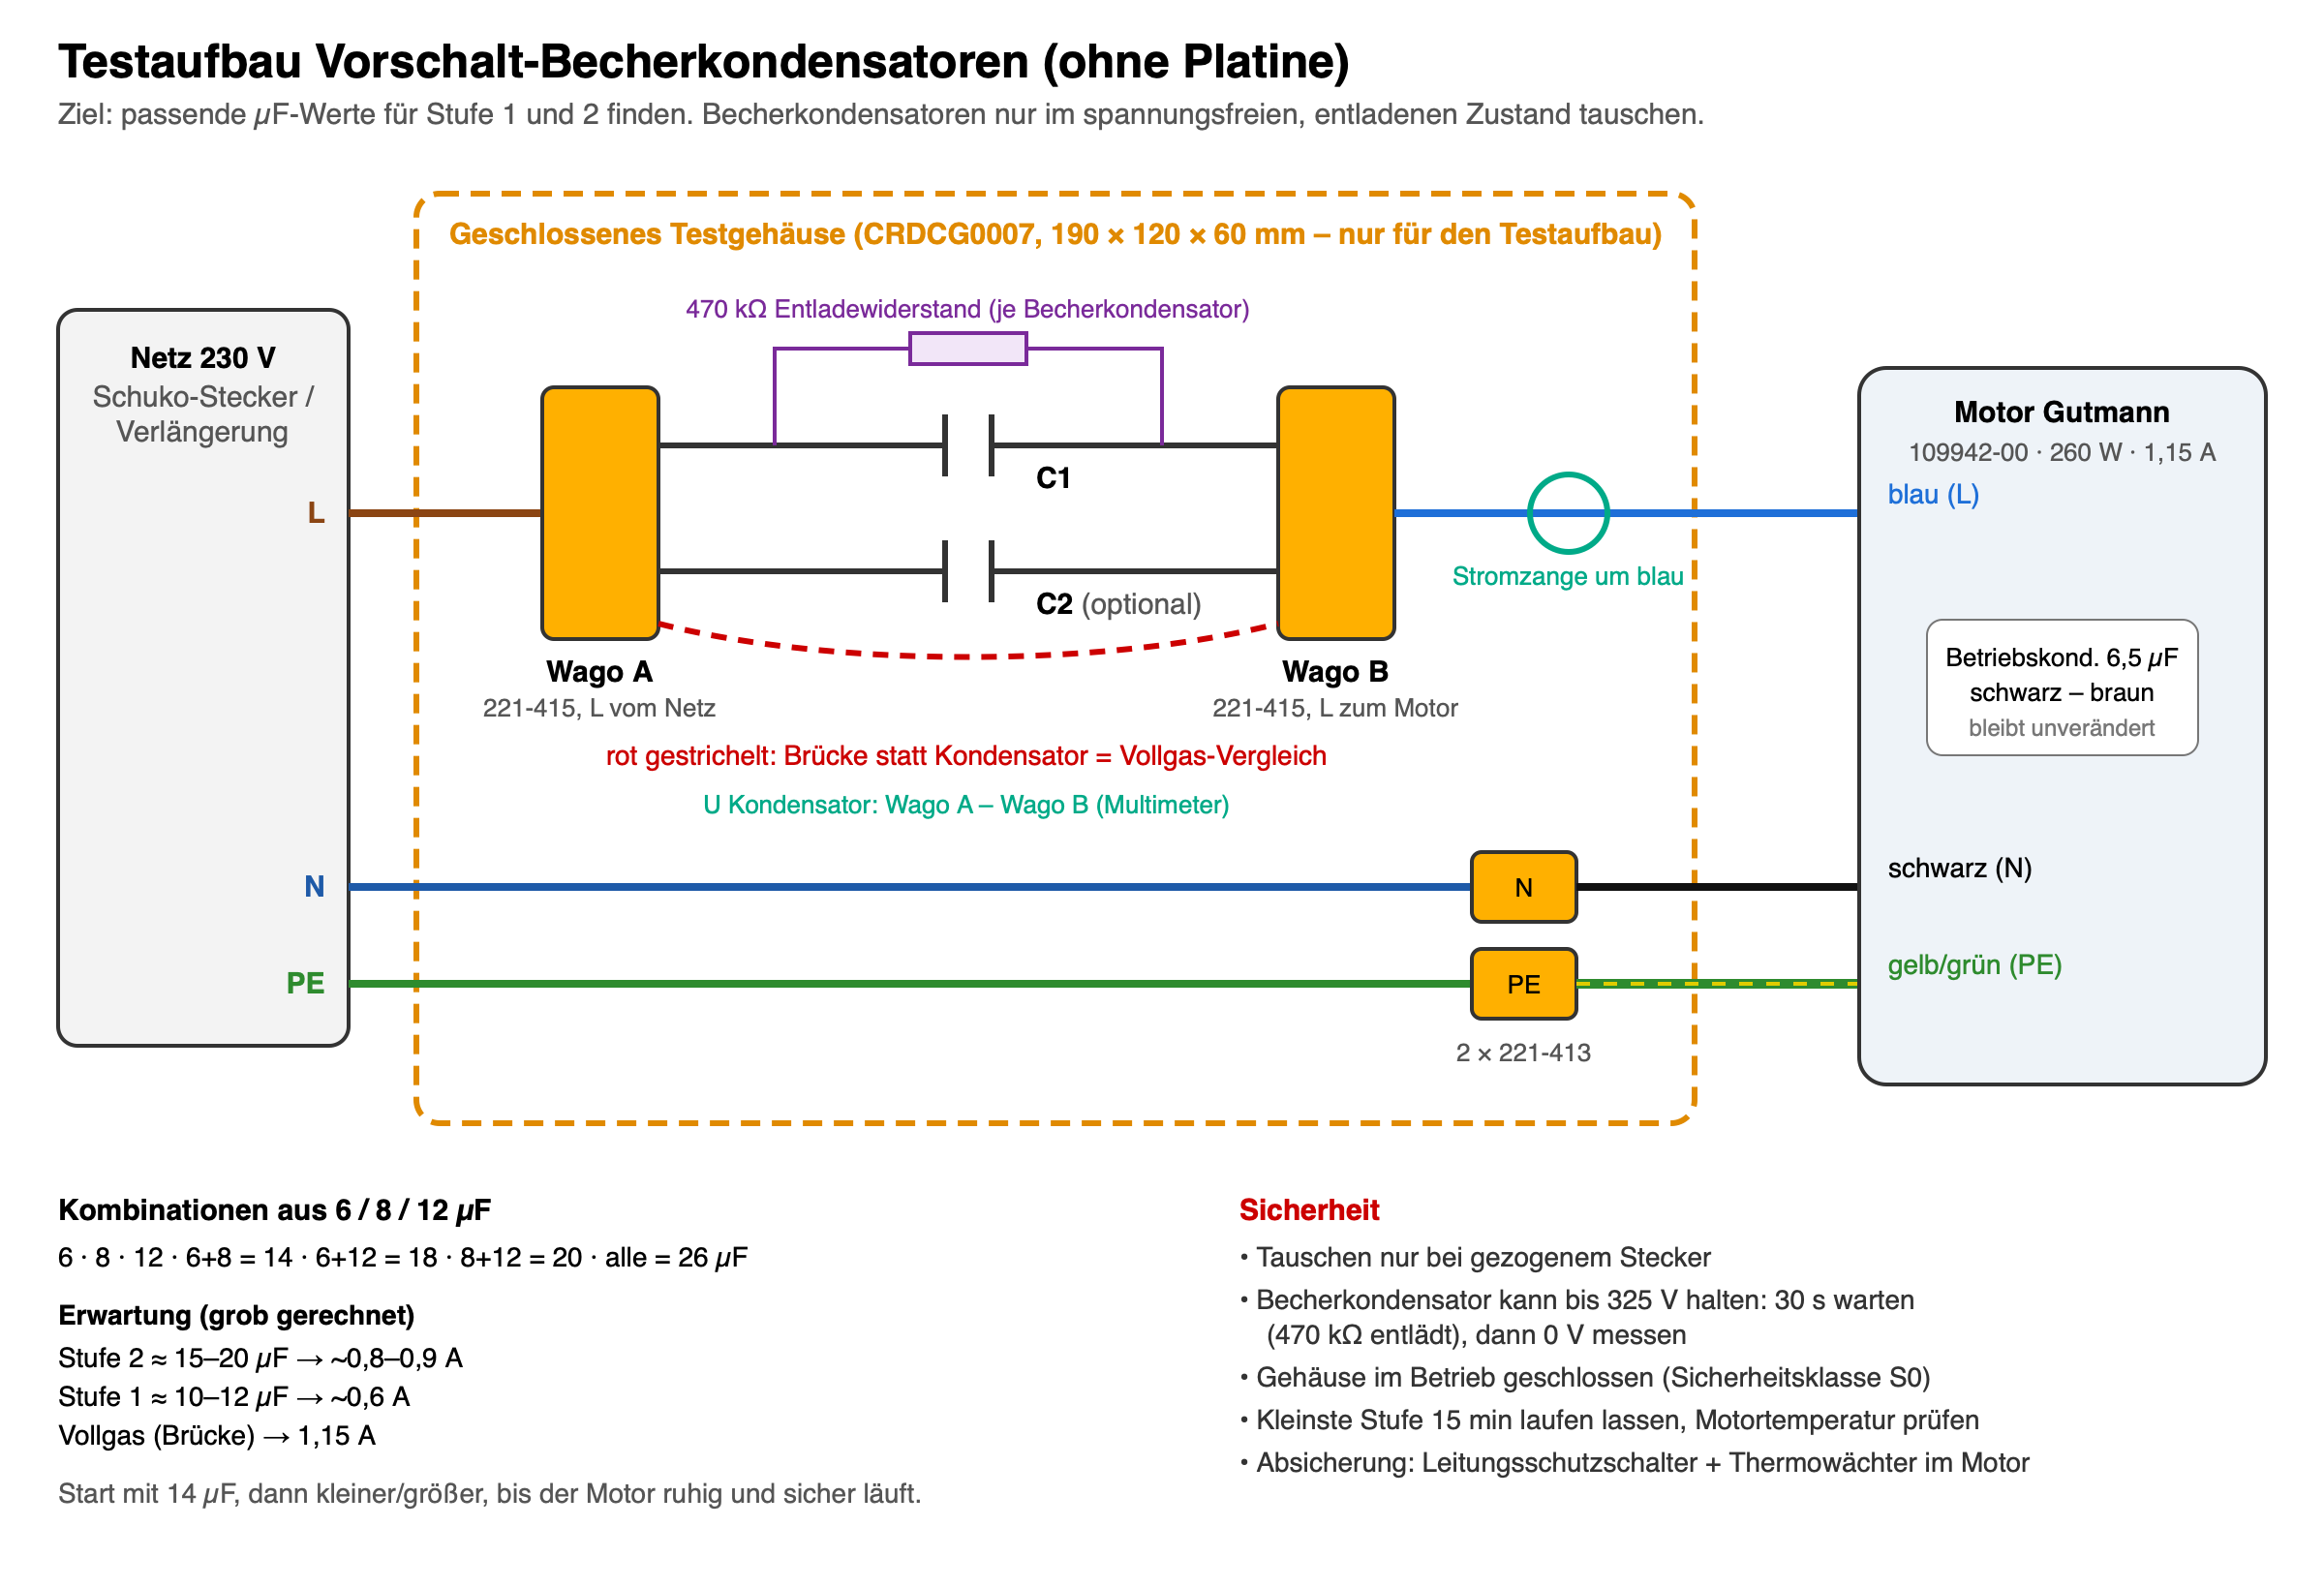 Testaufbau Vorschalt-Becherkondensatoren (ohne Platine)
Ziel: passende µF-Werte für Stufe 1 und 2 finden. Becherkondensatoren nur im spannungsfreien, entladenen Zustand tauschen.
Geschlossenes Testgehäuse (CRDCG0007, 190 × 120 × 60 mm – nur für den Testaufbau)
470 kΩ Entladewiderstand (je Becherkondensator)
Netz 230 V
Schuko-Stecker /
Verlängerung
L
N
PE
C1
C2 (optional)
Wago A
221-415, L vom Netz
Wago B
221-415, L zum Motor
rot gestrichelt: Brücke statt Kondensator = Vollgas-Vergleich
U Kondensator: Wago A – Wago B (Multimeter)
Stromzange um blau
N
PE
2 × 221-413
Motor Gutmann
109942-00 · 260 W · 1,15 A
blau (L)
Betriebskond. 6,5 µF
schwarz – braun
bleibt unverändert
schwarz (N)
gelb/grün (PE)
Kombinationen aus 6 / 8 / 12 µF
6 · 8 · 12 · 6+8 = 14 · 6+12 = 18 · 8+12 = 20 · alle = 26 µF
Erwartung (grob gerechnet)
Stufe 2 ≈ 15–20 µF → ~0,8–0,9 A
Stufe 1 ≈ 10–12 µF → ~0,6 A
Vollgas (Brücke) → 1,15 A
Start mit 14 µF, dann kleiner/größer, bis der Motor ruhig und sicher läuft.
Sicherheit
• Tauschen nur bei gezogenem Stecker
• Becherkondensator kann bis 325 V halten: 30 s warten
(470 kΩ entlädt), dann 0 V messen
• Gehäuse im Betrieb geschlossen (Sicherheitsklasse S0)
• Kleinste Stufe 15 min laufen lassen, Motortemperatur prüfen
• Absicherung: Leitungsschutzschalter + Thermowächter im Motor